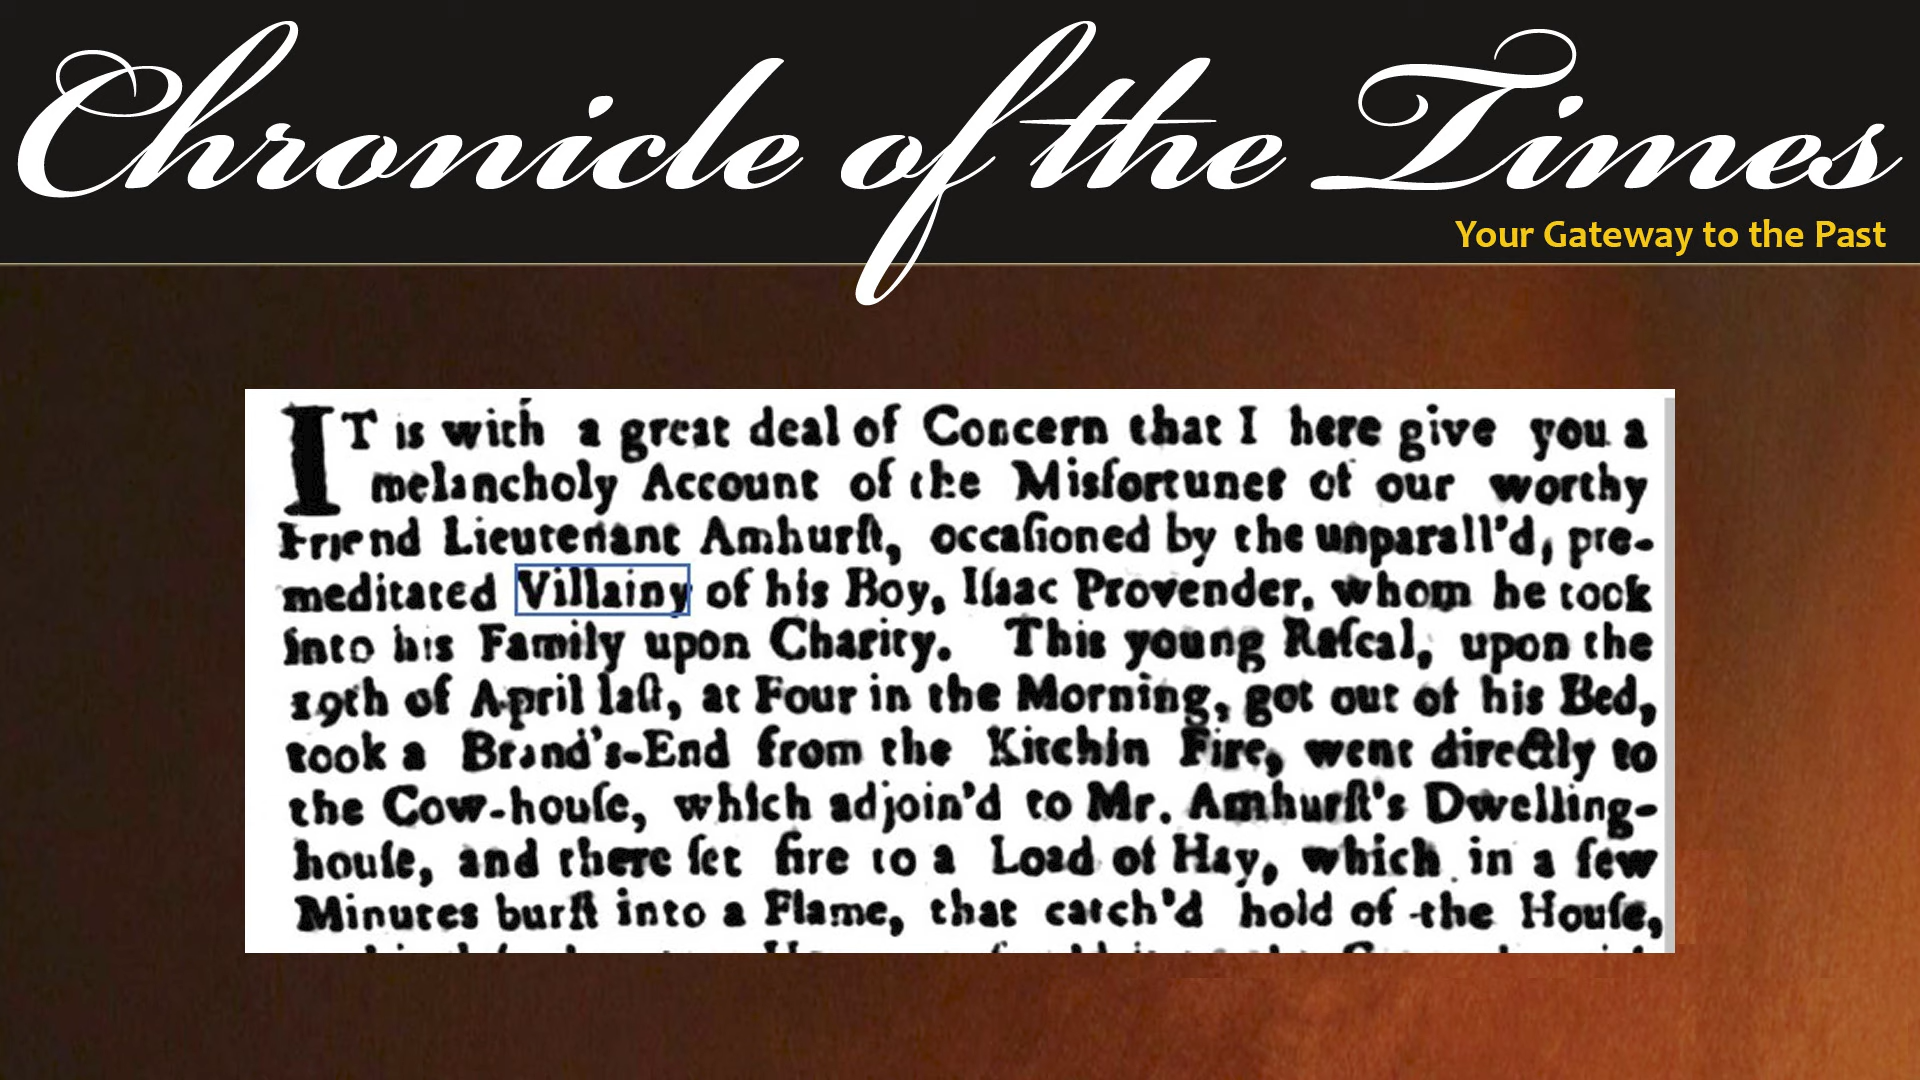 Chronicle of the Times
Your Gateway to the Past
IT is with a great deal of Concern that I here give you a
melancholy Account of the Misfortunes of our worthy
Friend Lieutenant Amhurſt, occaſioned by the unparall'd, pre-
meditated Villainy of his Boy, Iſaac Provender, whom he took
into his Family upon Charity. This young Raſcal, upon the
19th of April laſt, at Four in the Morning, got out of his Bed,
took a Brand's-End from the Kitchin Fire, went directly to
the Cow-houſe, which adjoin'd to Mr. Amhurſt's Dwelling-
houſe, and there ſet fire to a Load of Hay, which in a few
Minutes burſt into a Flame, that catch'd hold of the Houſe,